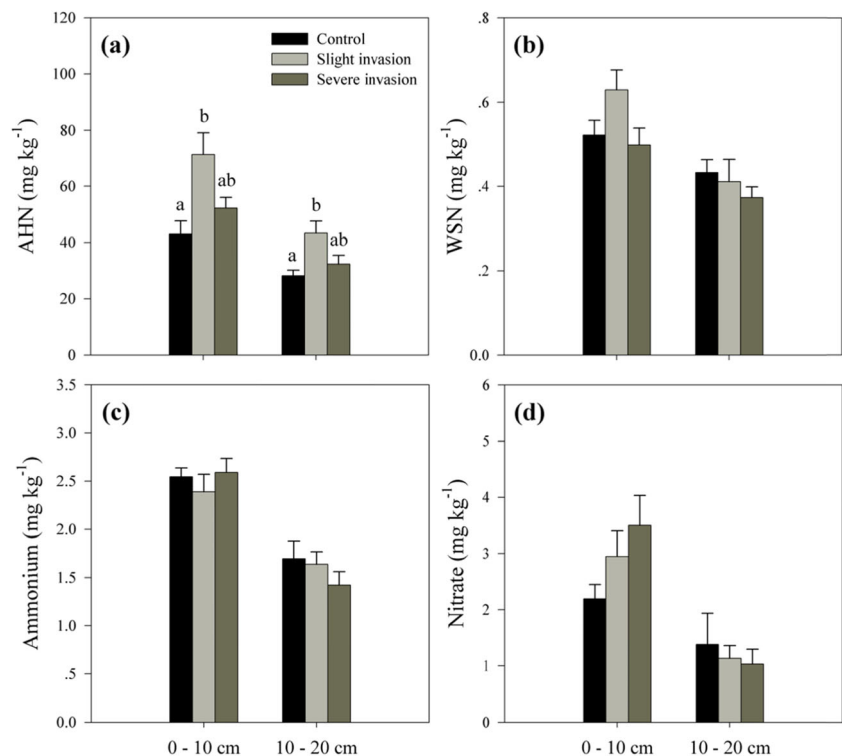 (a)
Control
Slight invasion
Severe invasion
AHN (mg kg-1)
120
100
80
60
40
20
0
a
b
ab
a
b
ab
(b)
WSN (mg kg-1)
.8
.6
.4
.2
0.0
(c)
Ammonium (mg kg-1)
3.5
3.0
2.5
2.0
1.5
1.0
.5
0.0
0 - 10 cm
10 - 20 cm
(d)
Nitrate (mg kg-1)
6
5
4
3
2
1
0
0 - 10 cm
10 - 20 cm